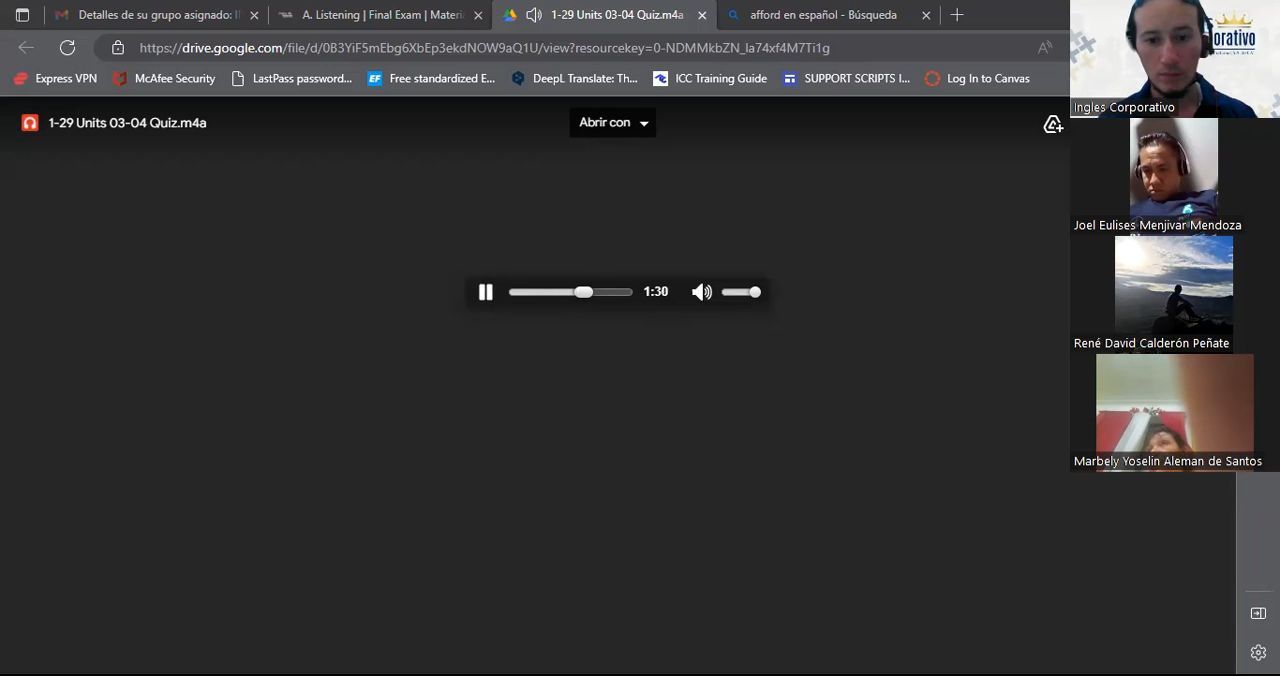 Detalles de su grupo asignado: I
A. Listening | Final Exam | Materi
1-29 Units 03-04 Quiz.m4a
afford en español - Búsqueda
https://drive.google.com/file/d/0B3YiF5mEbg6XbEp3ekdNOW9aQ1U/view?resourcekey=0-NDMMkbZN_la74xf4M7Ti1g
Express VPN
McAfee Security
LastPass password...
EF Free standardized E...
DeepL Translate: Th...
ICC Training Guide
SUPPORT SCRIPTS I...
Log In to Canvas
1-29 Units 03-04 Quiz.m4a
Abrir con
1:30
orativo
Ingles Corporativo
Joel Eulises Menjivar Mendoza
René David Calderón Peñate
Marbely Yoselin Aleman de Santos